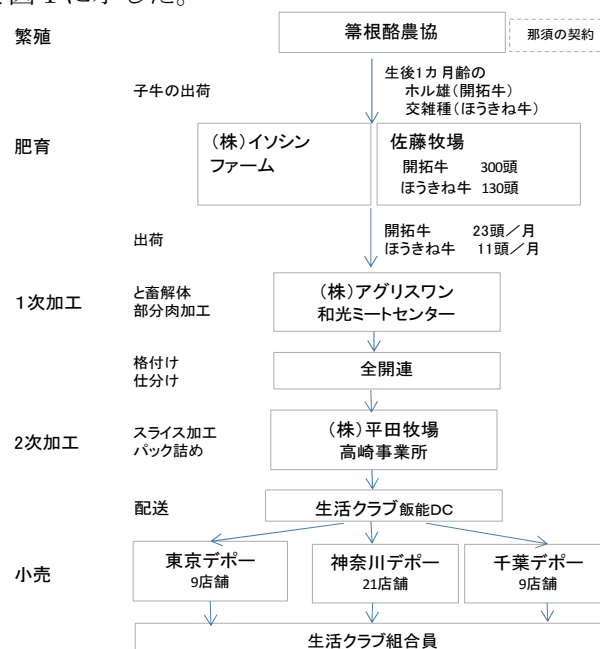 図1に示した。
繁殖
箒根酪農協
那須の契約
子牛の出荷
生後1カ月齢の
ホル雄(開拓牛)
交雑種(ほうきね牛)
肥育
(株)イソシン
ファーム
佐藤牧場
開拓牛 300頭
ほうきね牛 130頭
出荷
開拓牛 23頭/月
ほうきね牛 11頭/月
1次加工
と畜解体
部分肉加工
(株)アグリスワン
和光ミートセンター
格付け
仕分け
全開連
2次加工
スライス加工
パック詰め
(株)平田牧場
高崎事業所
配送
生活クラブ飯能DC
小売
東京デポー
9店舗
神奈川デポー
21店舗
千葉デポー
9店舗
生活クラブ組合員